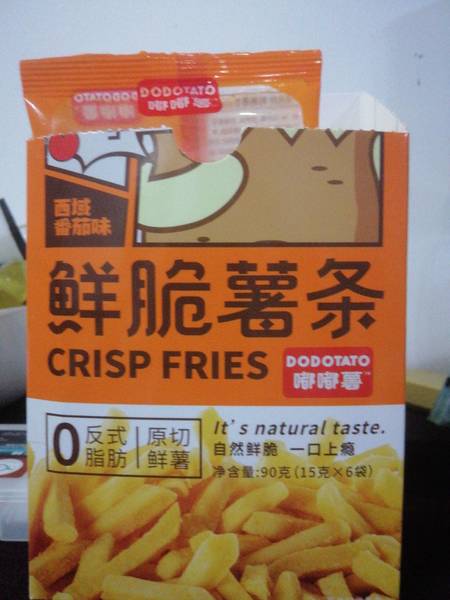 DODOTATO
嘟嘟薯
西域
番茄味
鲜脆薯条
CRISP FRIES
DODOTATO
嘟嘟薯™
0 反式脂肪 原切鲜薯
It's natural taste.
自然鲜脆 一口上瘾
净含量:90克(15克×6袋)